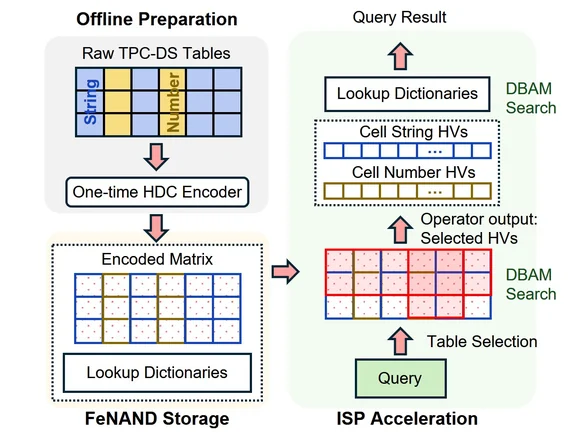 Offline Preparation
Raw TPC-DS Tables
String
Number
One-time HDC Encoder
Encoded Matrix
Lookup Dictionaries
FeNAND Storage
Query Result
Lookup Dictionaries
DBAM
Search
Cell String HVs
...
Cell Number HVs
...
Operator output:
Selected HVs
DBAM
Search
Table Selection
Query
ISP Acceleration